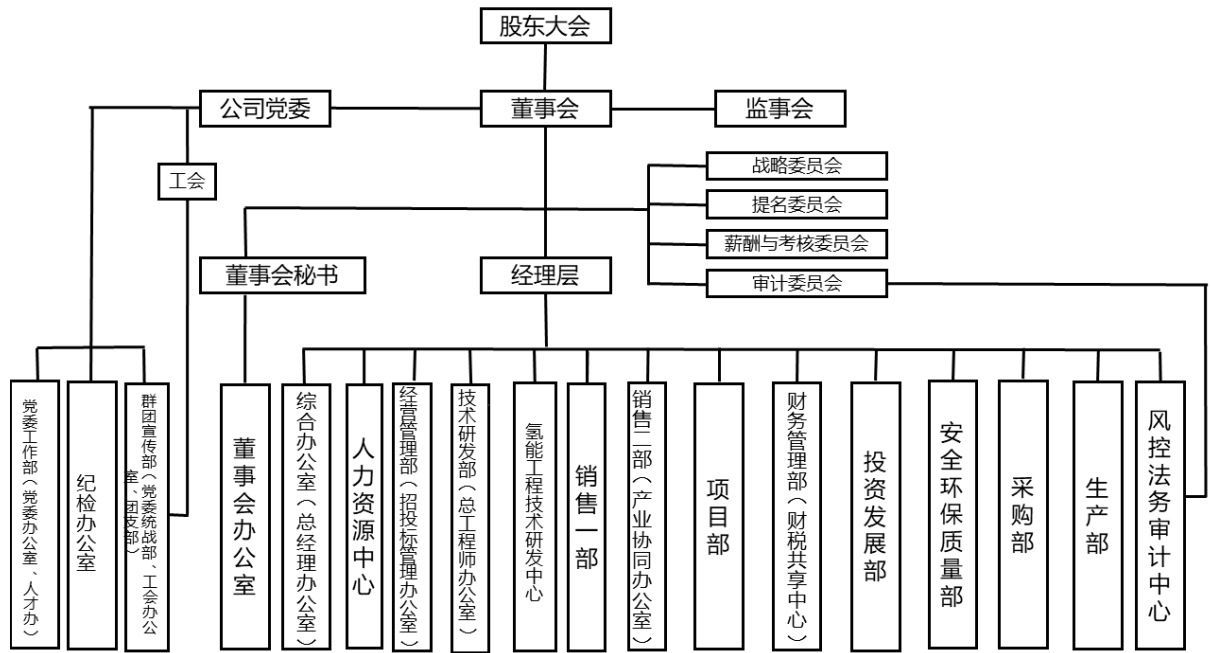 股东大会
公司党委
董事会
监事会
工会
战略委员会
提名委员会
薪酬与考核委员会
审计委员会
董事会秘书
经理层
党委工作部（党委办公室、人才办）
纪检办公室
群团宣传部（党委统战部、工会办公
室、团支部）
董事会办公室
综合办公室（总经理办公室）
人力资源中心
经营管理部（招投标管理办公室）
技术研发部（总工程师办公室）
氢能工程技术研发中心
销售一部
销售二部（产业协同办公室）
项目部
财务管理部（财税共享中心）
投资发展部
安全环保质量部
采购部
生产部
风控法务审计中心